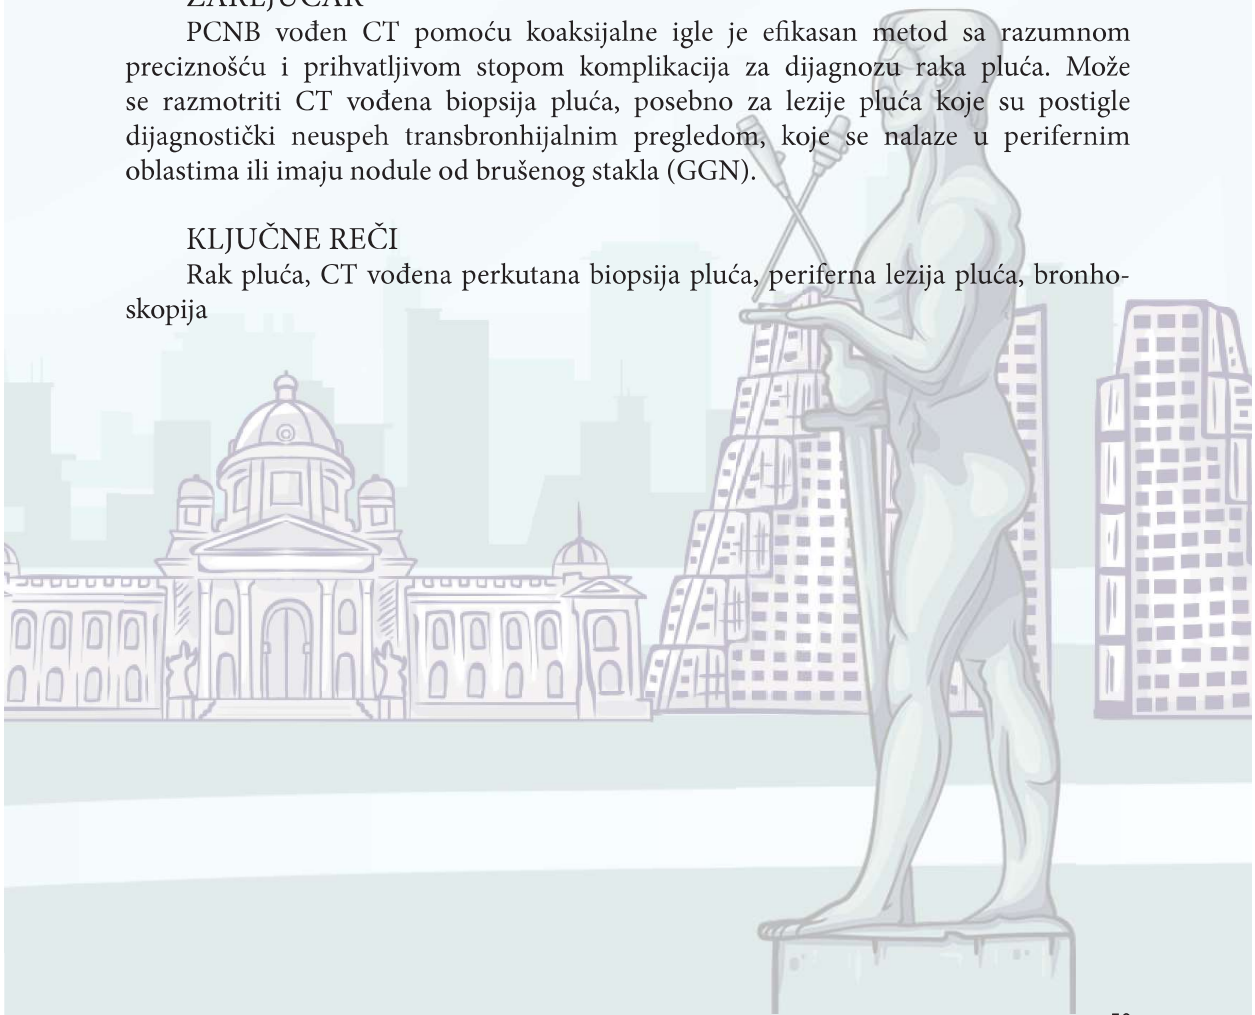 ZAKLJUČAK
PCNB vođen CT pomoću koaksijalne igle je efikasan metod sa razumnom
preciznošću i prihvatljivom stopom komplikacija za dijagnozu raka pluća. Može
se razmotriti CT vođena biopsija pluća, posebno za lezije pluća koje su postigle
dijagnostički neuspeh transbronhijalnim pregledom, koje se nalaze u perifernim
oblastima ili imaju nodule od brušenog stakla (GGN).
KLJUČNE REČI
Rak pluća, CT vođena perkutana biopsija pluća, periferna lezija pluća, bronho-
skopija